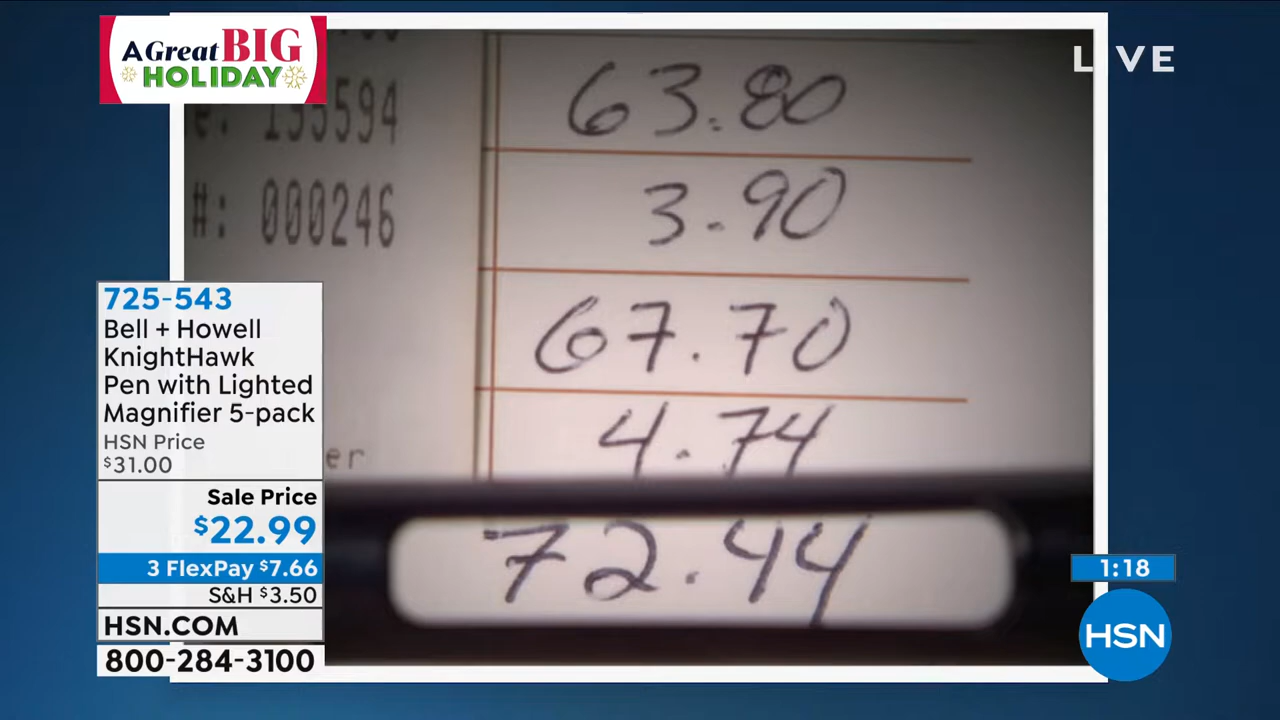 A Great BIG
HOLIDAY
LIVE
63.80
3.90
#: 000246
67.70
4.74
er
72.44
725-543
Bell + Howell
KnightHawk
Pen with Lighted
Magnifier 5-pack
HSN Price
$31.00
Sale Price
$22.99
3 FlexPay $7.66
S&H $3.50
HSN.COM
800-284-3100
1:18
HSN